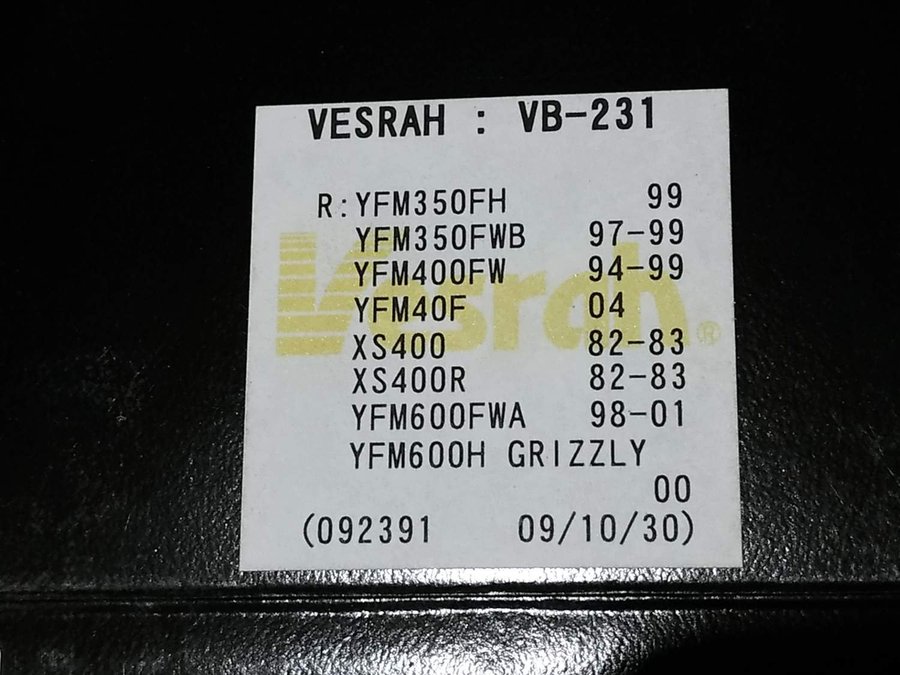 VESRAH : VB-231
R:YFM350FH 99
YFM350FWB 97-99
YFM400FW 94-99
YFM40F 04
XS400 82-83
XS400R 82-83
YFM600FWA 98-01
YFM600H GRIZZLY
00
(092391 09/10/30)
Vesrah®